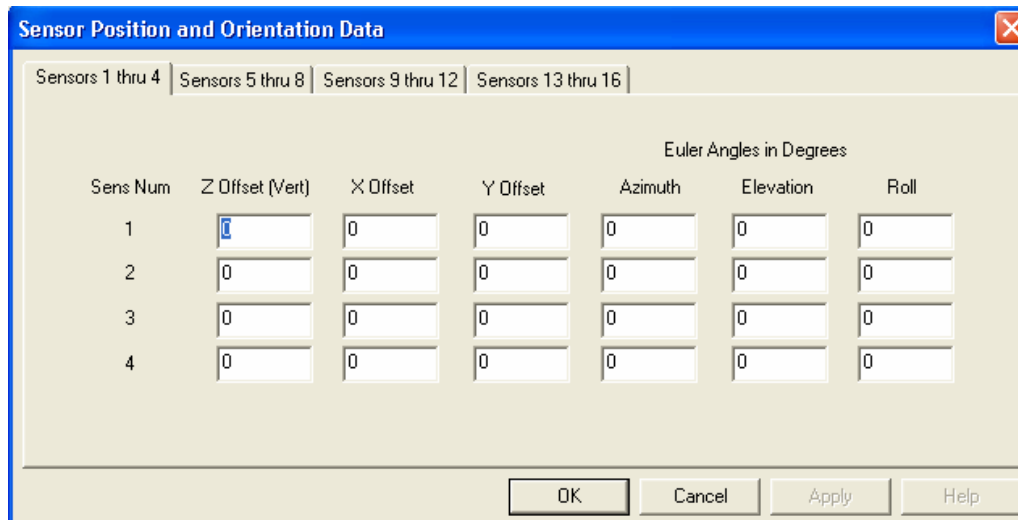 Sensor Position and Orientation Data
Sensors 1 thru 4 Sensors 5 thru 8 Sensors 9 thru 12 Sensors 13 thru 16
Euler Angles in Degrees
Sens Num Z Offset (Vert) X Offset Y Offset Azimuth Elevation Roll
1 0 0 0 0 0 0
2 0 0 0 0 0 0
3 0 0 0 0 0 0
4 0 0 0 0 0 0
OK Cancel Apply Help